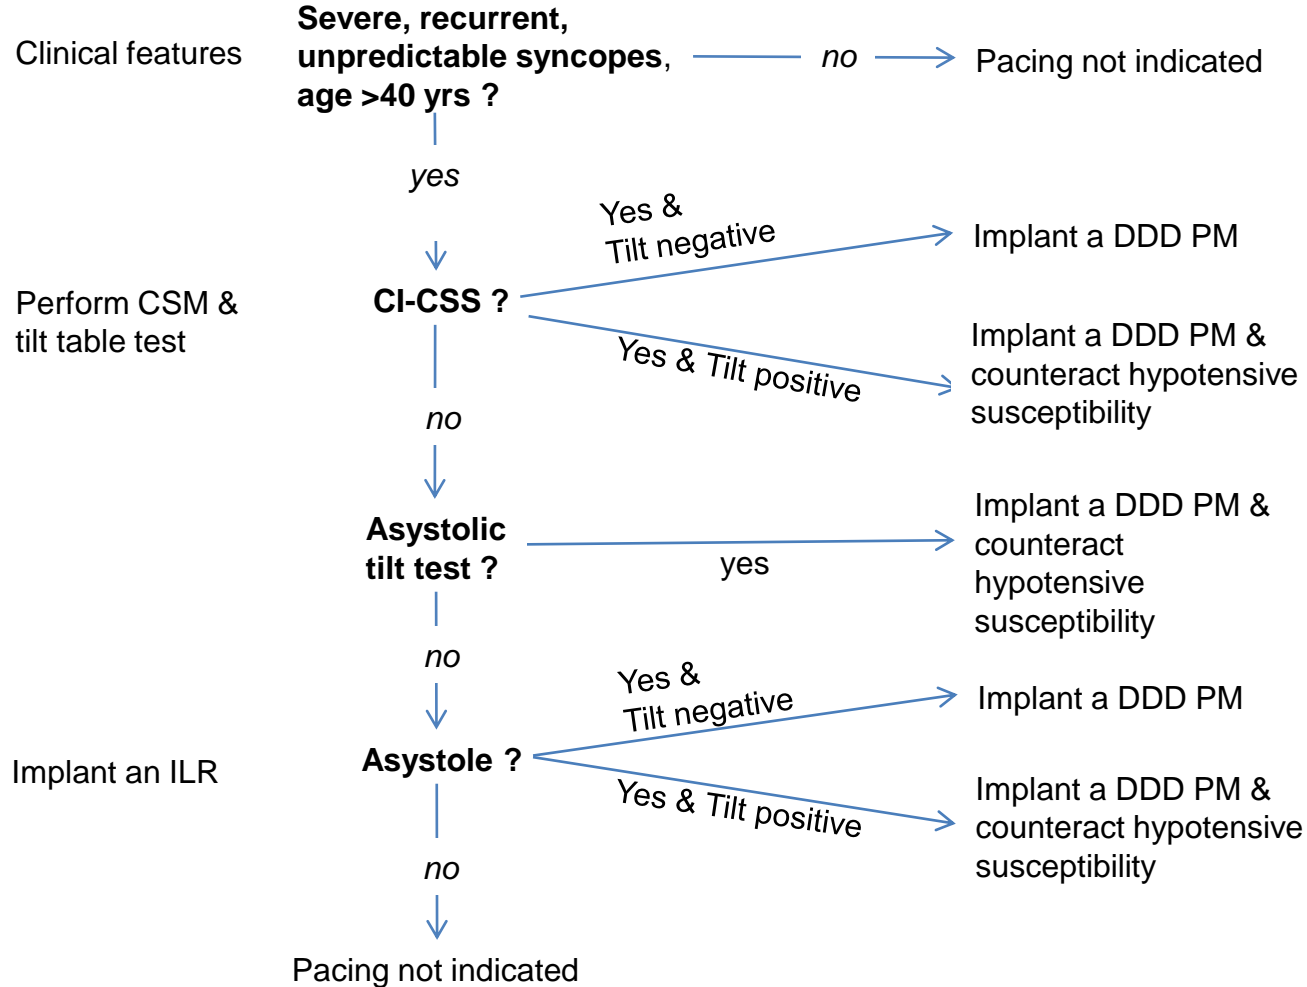 Clinical features
Severe, recurrent,
unpredictable syncopes,
age >40 yrs ?
no
Pacing not indicated
yes
Yes &
Tilt negative
Implant a DDD PM
Perform CSM &
tilt table test
CI-CSS ?
Yes & Tilt positive
Implant a DDD PM &
counteract hypotensive
susceptibility
no
Asystolic
tilt test ?
yes
Implant a DDD PM &
counteract
hypotensive
susceptibility
no
Yes &
Tilt negative
Implant a DDD PM
Implant an ILR
Asystole ?
Yes & Tilt positive
Implant a DDD PM &
counteract hypotensive
susceptibility
no
Pacing not indicated